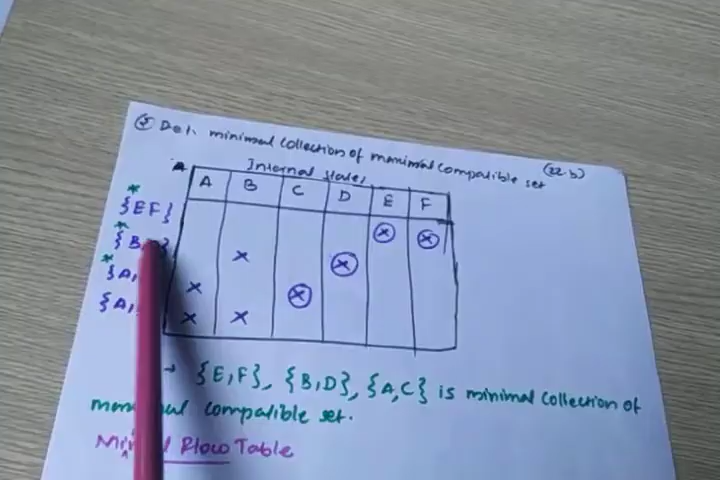 ⑤ Det. minimal collection of maximal compatible set (22-b)
Internal states
A B C D E F
* {EF} ⊗ ⊗
* {B, x ⊗
* {A, x ⊗
{A, x x
→ {E,F}, {B,D}, {A,C} is minimal collection of
compatible set.
Flow Table